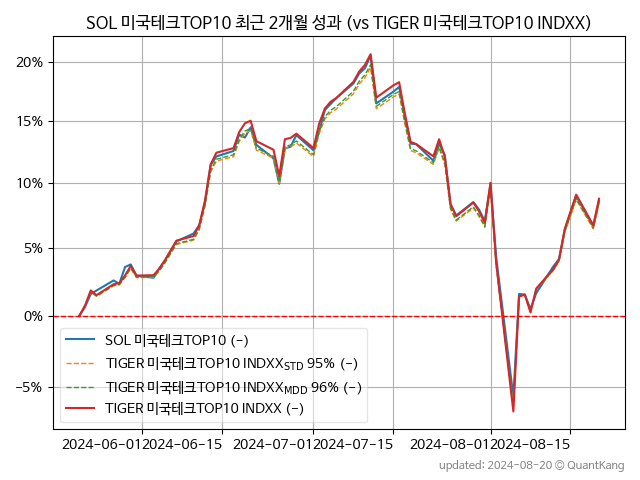 SOL 미국테크TOP10 최근 2개월 성과 (vs TIGER 미국테크TOP10 INDXX)
20%
15%
10%
5%
0%
−5%
SOL 미국테크TOP10 (-)
TIGER 미국테크TOP10 INDXX_STD 95% (-)
TIGER 미국테크TOP10 INDXX_MDD 96% (-)
TIGER 미국테크TOP10 INDXX (-)
2024-06-01 2024-06-15 2024-07-01 2024-07-15 2024-08-01 2024-08-15
updated: 2024-08-20 © QuantKang